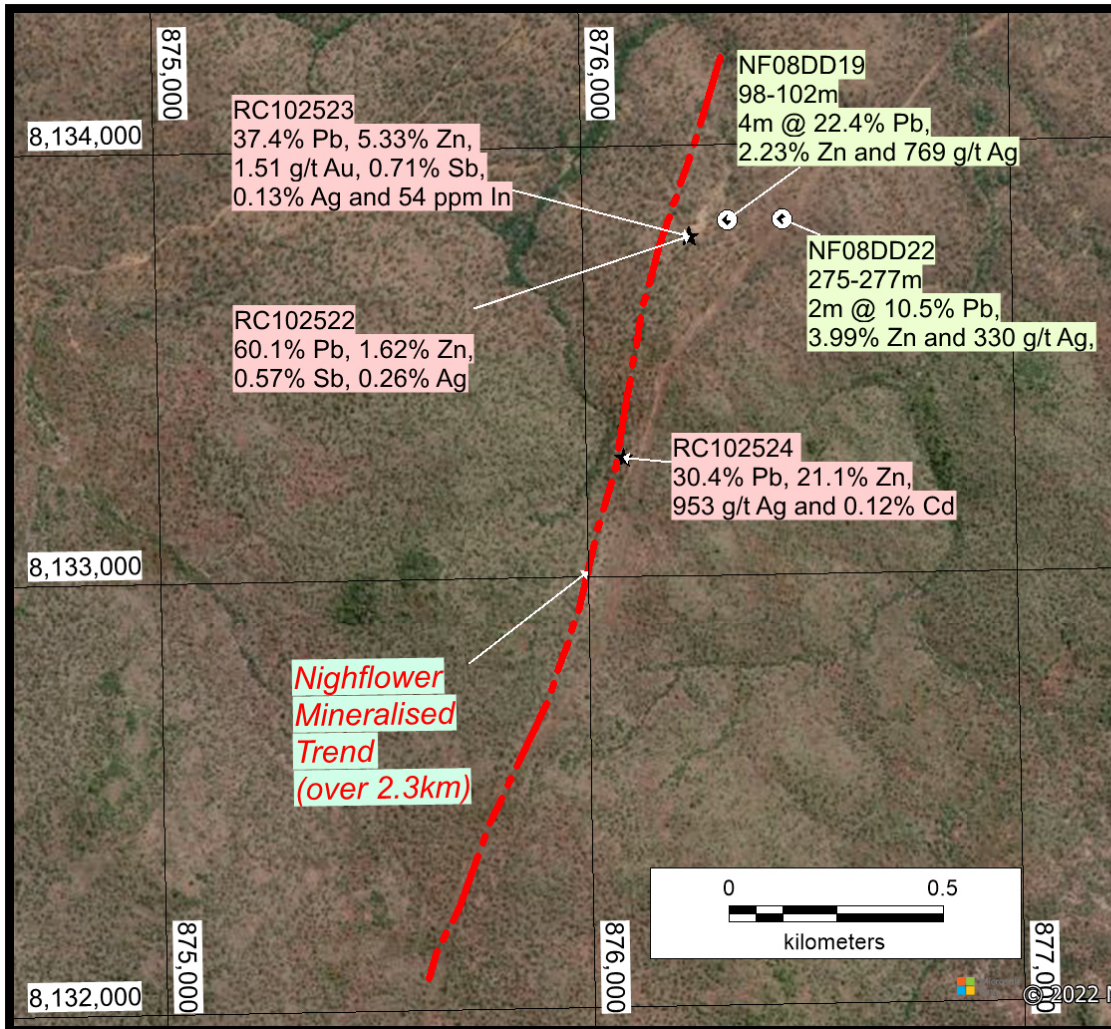 875,000
876,000
8,134,000
RC102523
37.4% Pb, 5.33% Zn,
1.51 g/t Au, 0.71% Sb,
0.13% Ag and 54 ppm In
NF08DD19
98-102m
4m @ 22.4% Pb,
2.23% Zn and 769 g/t Ag
NF08DD22
275-277m
2m @ 10.5% Pb,
3.99% Zn and 330 g/t Ag,
RC102522
60.1% Pb, 1.62% Zn,
0.57% Sb, 0.26% Ag
RC102524
30.4% Pb, 21.1% Zn,
953 g/t Ag and 0.12% Cd
8,133,000
Nighflower
Mineralised
Trend
(over 2.3km)
0 0.5
kilometers
875,000
876,000
877,000
8,132,000
© 2022